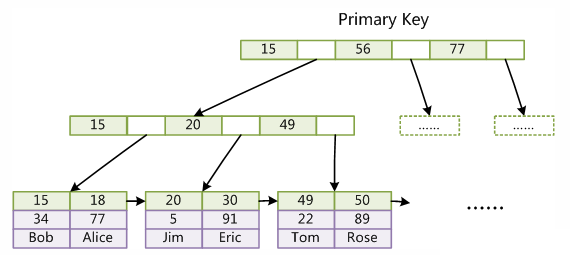 Primary Key
15 56 77
15 20 49
...... ......
15 18 20 30 49 50
34 77 5 91 22 89
Bob Alice Jim Eric Tom Rose
......